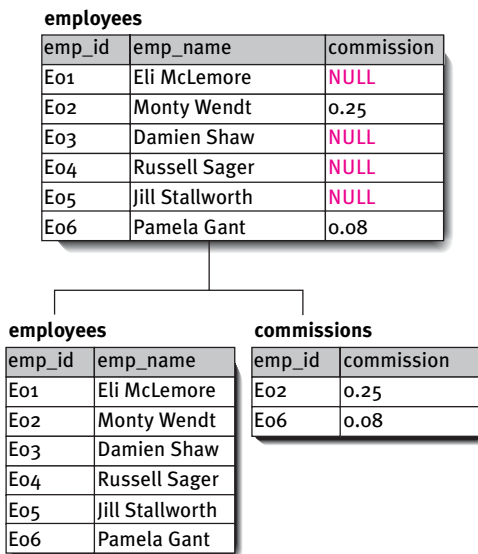 employees
emp_id emp_name commission
E01 Eli McLemore NULL
E02 Monty Wendt 0.25
E03 Damien Shaw NULL
E04 Russell Sager NULL
E05 Jill Stallworth NULL
E06 Pamela Gant 0.08
employees
emp_id emp_name
E01 Eli McLemore
E02 Monty Wendt
E03 Damien Shaw
E04 Russell Sager
E05 Jill Stallworth
E06 Pamela Gant
commissions
emp_id commission
E02 0.25
E06 0.08